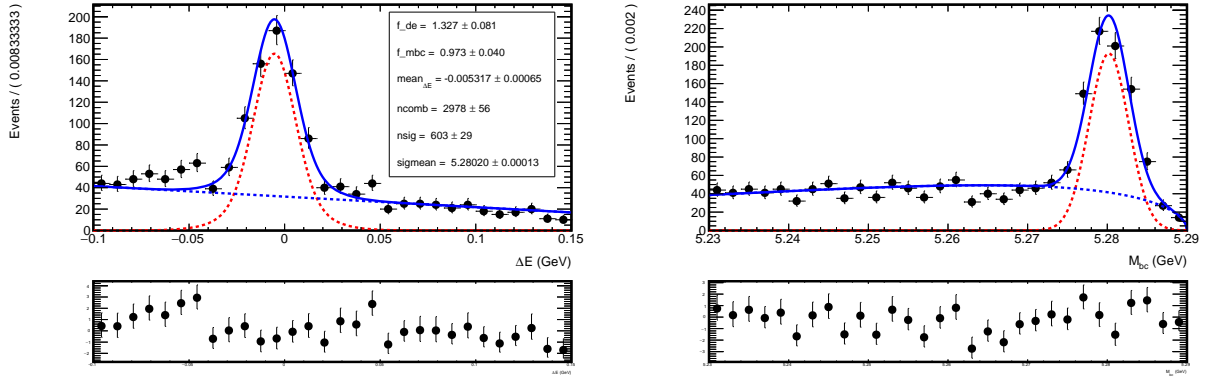 Events / ( 0.00833333 )
200
180
160
140
120
100
80
60
40
20
0
f_de = 1.327 ± 0.081
f_mbc = 0.973 ± 0.040
mean_ΔE = -0.005317 ± 0.00065
ncomb = 2978 ± 56
nsig = 603 ± 29
sigmean = 5.28020 ± 0.00013
−0.1 −0.05 0 0.05 0.1 0.15
ΔE (GeV)
Events / ( 0.002 )
240
220
200
180
160
140
120
100
80
60
40
20
0
5.23 5.24 5.25 5.26 5.27 5.28 5.29
M_bc (GeV)